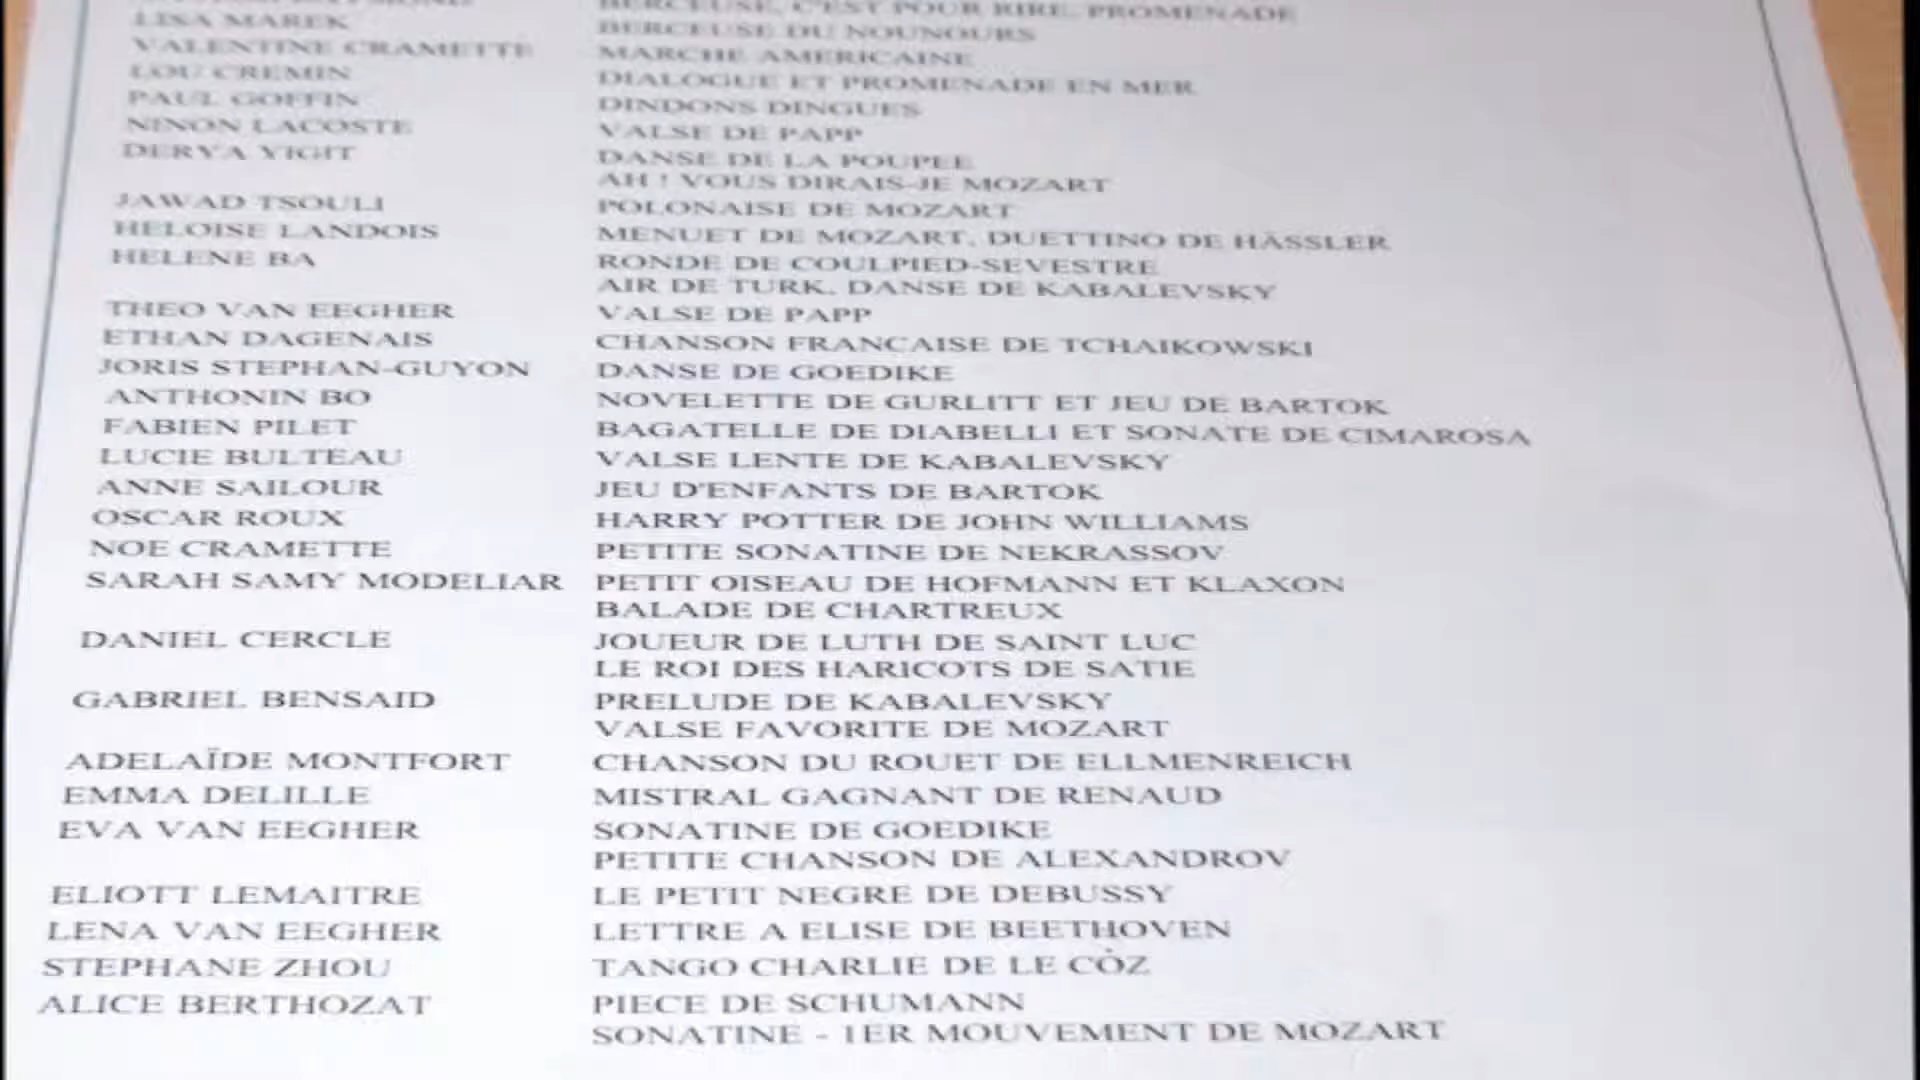 BERCEUSE, C'EST POUR RIRE, PROMENADE
LISA MAREK BERCEUSE DU NOUNOURS
VALENTINE CRAMETTE MARCHE AMERICAINE
LOU CREMIN DIALOGUE ET PROMENADE EN MER
PAUL GOFFIN DINDONS DINGUES
NINON LACOSTE VALSE DE PAPP
DERYA YIGIT DANSE DE LA POUPEE
AH ! VOUS DIRAIS-JE MOZART
JAWAD TSOULI POLONAISE DE MOZART
HELOISE LANDOIS MENUET DE MOZART, DUETTINO DE HÄSSLER
HELENE BA RONDE DE COULPIED-SEVESTRE
AIR DE TURK, DANSE DE KABALEVSKY
THEO VAN EEGHER VALSE DE PAPP
ETHAN DAGENAIS CHANSON FRANCAISE DE TCHAIKOWSKI
JORIS STEPHAN-GUYON DANSE DE GOEDIKE
ANTHONIN BO NOVELETTE DE GURLITT ET JEU DE BARTOK
FABIEN PILET BAGATELLE DE DIABELLI ET SONATE DE CIMAROSA
LUCIE BULTEAU VALSE LENTE DE KABALEVSKY
ANNE SAILOUR JEU D'ENFANTS DE BARTOK
OSCAR ROUX HARRY POTTER DE JOHN WILLIAMS
NOE CRAMETTE PETITE SONATINE DE NEKRASSOV
SARAH SAMY MODELIAR PETIT OISEAU DE HOFMANN ET KLAXON
BALADE DE CHARTREUX
DANIEL CERCLE JOUEUR DE LUTH DE SAINT LUC
LE ROI DES HARICOTS DE SATIE
GABRIEL BENSAID PRELUDE DE KABALEVSKY
VALSE FAVORITE DE MOZART
ADELAÏDE MONTFORT CHANSON DU ROUET DE ELLMENREICH
EMMA DELILLE MISTRAL GAGNANT DE RENAUD
EVA VAN EEGHER SONATINE DE GOEDIKE
PETITE CHANSON DE ALEXANDROV
ELIOTT LEMAITRE LE PETIT NEGRE DE DEBUSSY
LENA VAN EEGHER LETTRE A ELISE DE BEETHOVEN
STEPHANE ZHOU TANGO CHARLIE DE LE CÒZ
ALICE BERTHOZAT PIECE DE SCHUMANN
SONATINE - 1ER MOUVEMENT DE MOZART